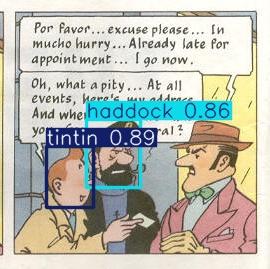 Por favor... excuse please... In
mucho hurry... Already late for
appointment... I go now.
Oh, what a pity... At all
events, here's my address.
And whe
yo ral?
haddock 0.86
tintin 0.89